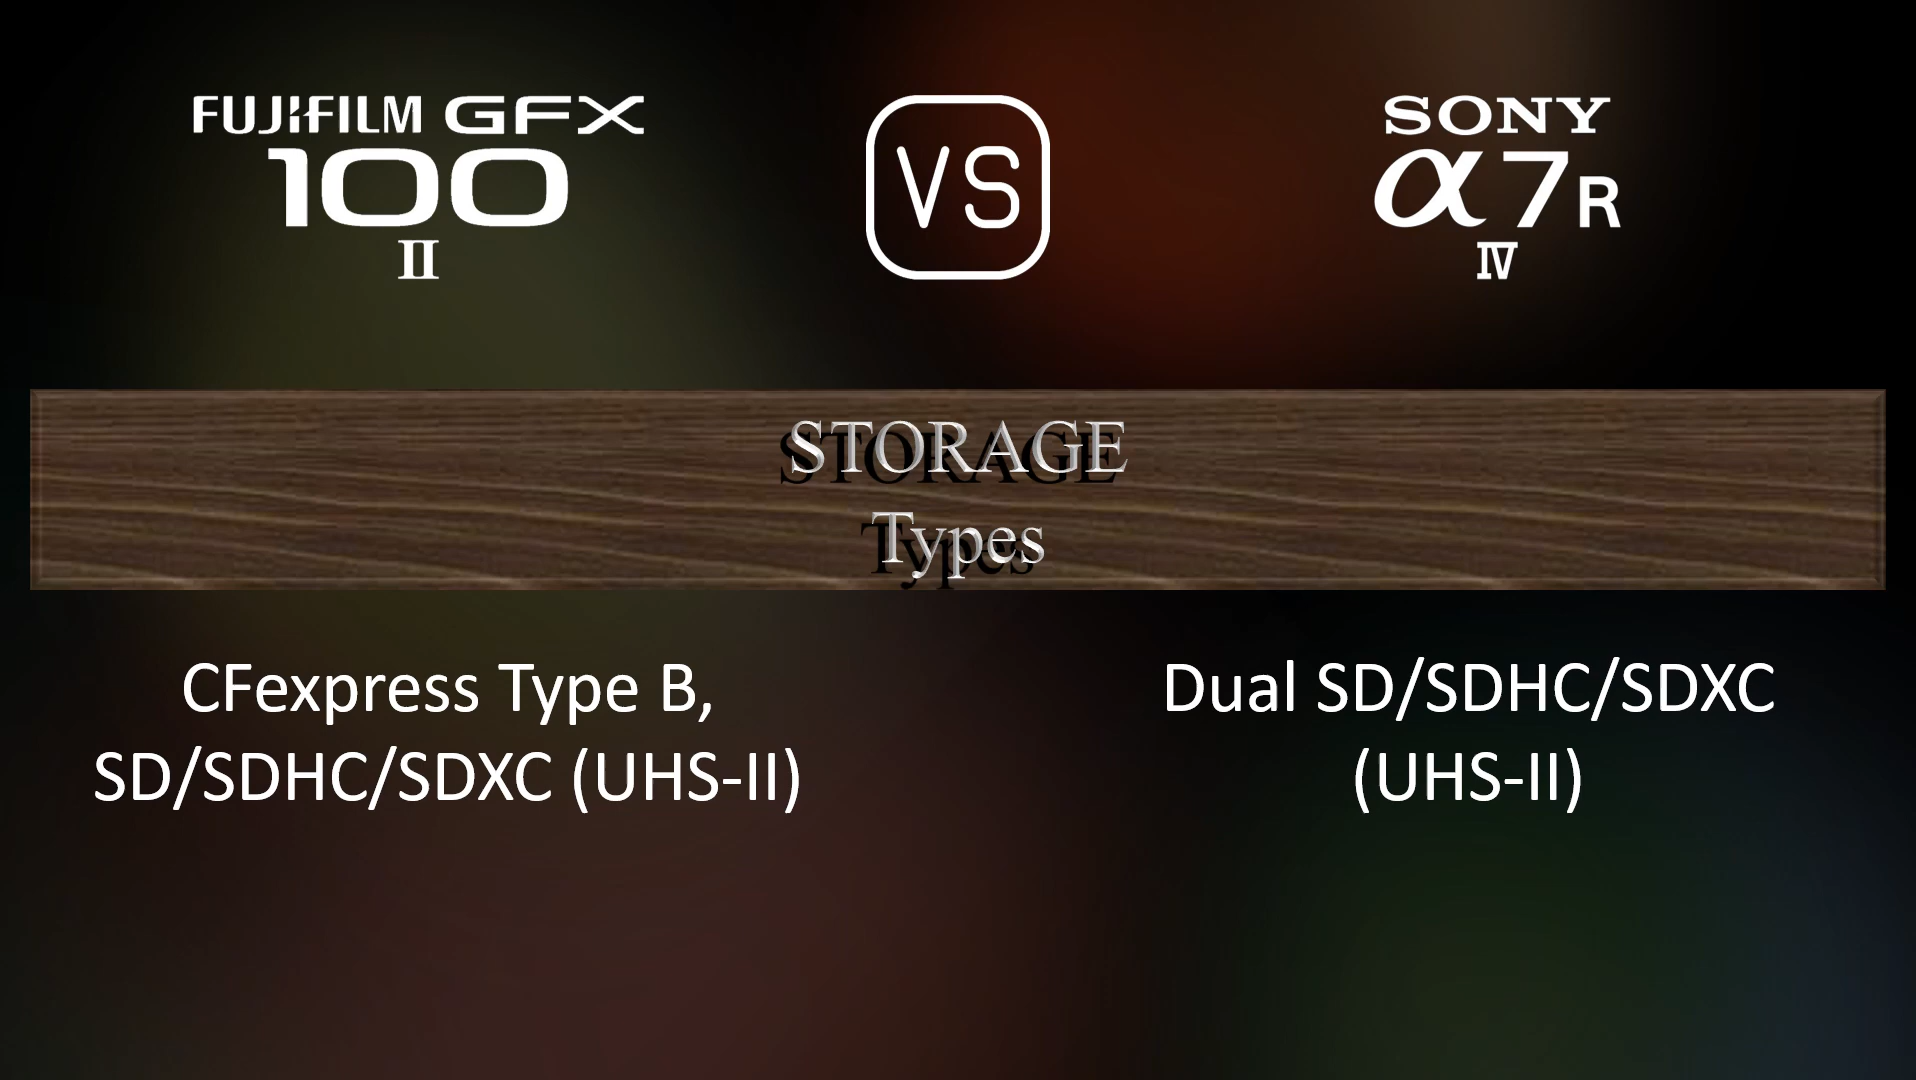 FUJIFILM GFX
100
II
VS
SONY
α7R
IV
STORAGE
Types
CFexpress Type B,
SD/SDHC/SDXC (UHS-II)
Dual SD/SDHC/SDXC
(UHS-II)